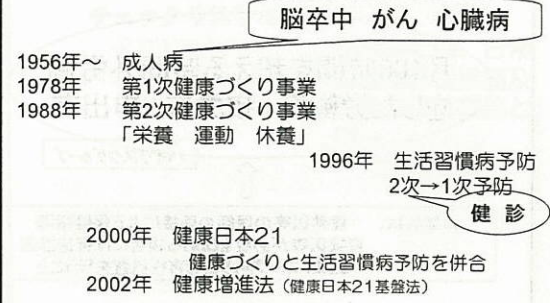 脳卒中 がん 心臓病
1956年～ 成人病
1978年 第1次健康づくり事業
1988年 第2次健康づくり事業
「栄養 運動 休養」
1996年 生活習慣病予防
2次→1次予防
健 診
2000年 健康日本21
健康づくりと生活習慣病予防を併合
2002年 健康増進法（健康日本21基盤法）